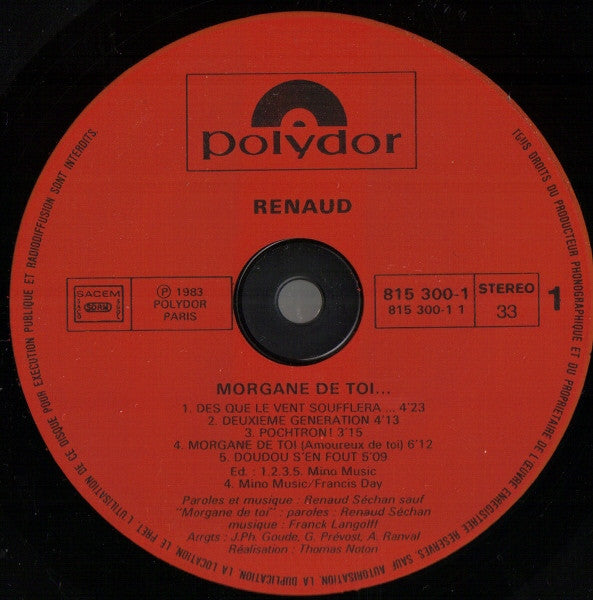 polydor
RENAUD
SACEM
SDRM
SACD
SGDL
℗ 1983
POLYDOR
PARIS
815 300-1
815 300-1 1
STEREO
33
1
MORGANE DE TOI...
1. DES QUE LE VENT SOUFFLERA ... 4'23
2. DEUXIEME GENERATION 4'13
3. POCHTRON! 3'15
4. MORGANE DE TOI (Amoureux de toi) 6'12
5. DOUDOU S'EN FOUT 5'09
Ed. : 1.2.3.5. Mino Music
4. Mino Music/Francis Day
Paroles et musique : Renaud Séchan sauf
"Morgane de toi" : paroles : Renaud Séchan
musique : Franck Langolff
Arrgts : J.Ph. Goude, G. Prévost, A. Ranval
Réalisation : Thomas Noton
TOUS DROITS DU PRODUCTEUR PHONOGRAPHIQUE ET DU PROPRIETAIRE DE L'ŒUVRE ENREGISTREE RESERVES. SAUF AUTORISATION, LA DUPLICATION, LA LOCATION, LE PRET, L'UTILISATION DE CE DISQUE POUR EXECUTION PUBLIQUE ET RADIODIFFUSION SONT INTERDITS.